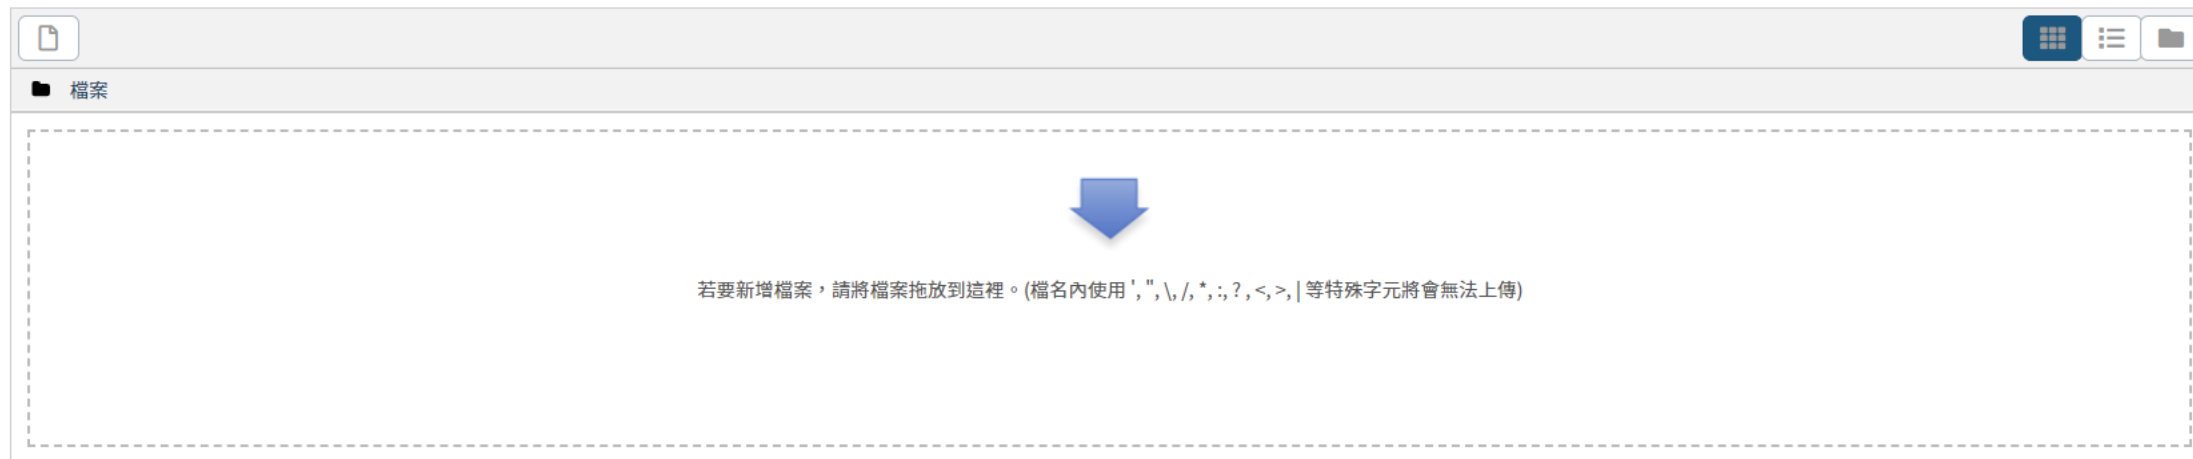 檔案
若要新增檔案，請將檔案拖放到這裡。(檔名內使用 ', ", \, /, *, :, ? , <, >, | 等特殊字元將會無法上傳)